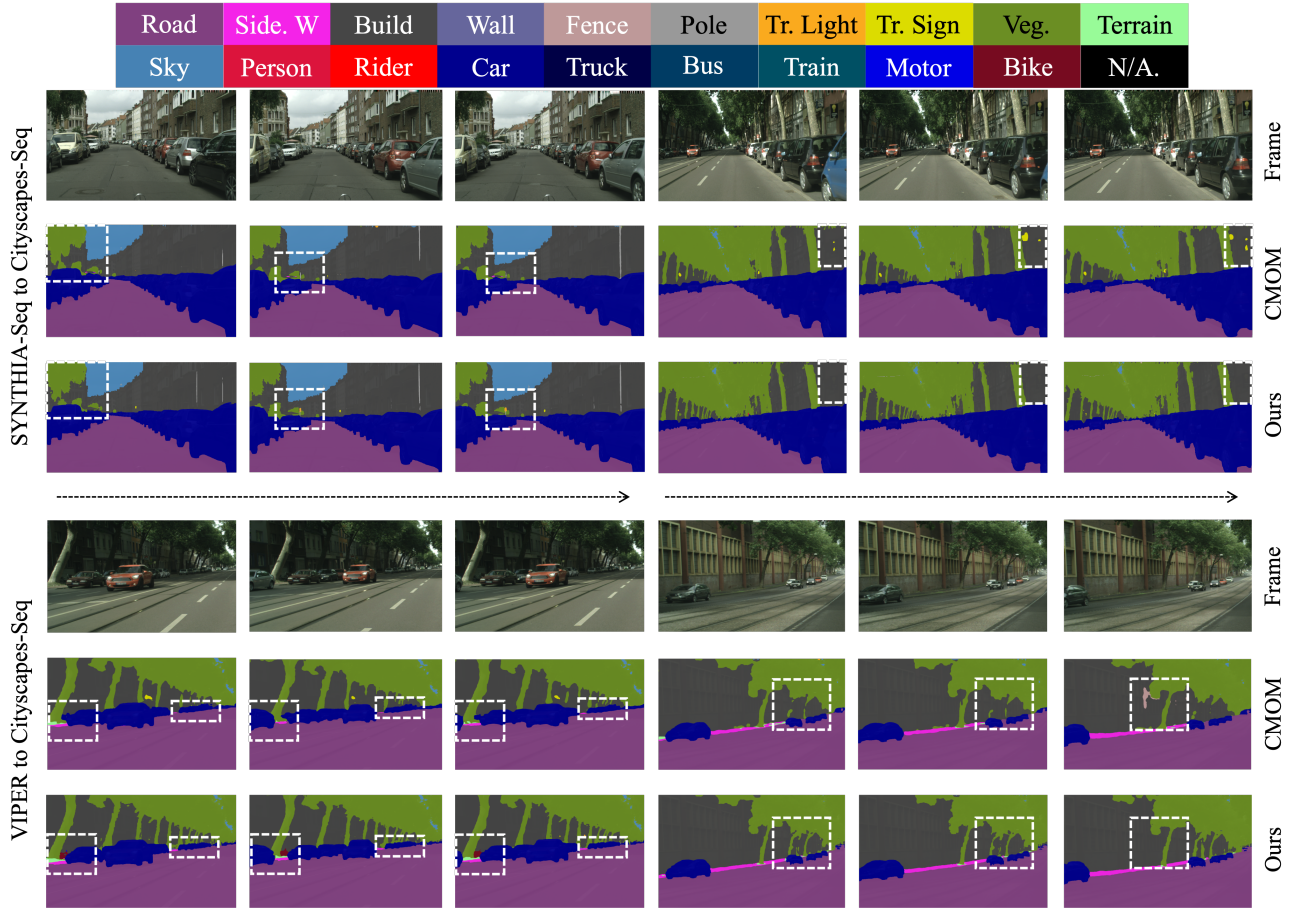 Road Side. W Build Wall Fence Pole Tr. Light Tr. Sign Veg. Terrain
Sky Person Rider Car Truck Bus Train Motor Bike N/A.
SYNTHIA-Seq to Cityscapes-Seq
Frame
CMOM
Ours
VIPER to Cityscapes-Seq
Frame
CMOM
Ours